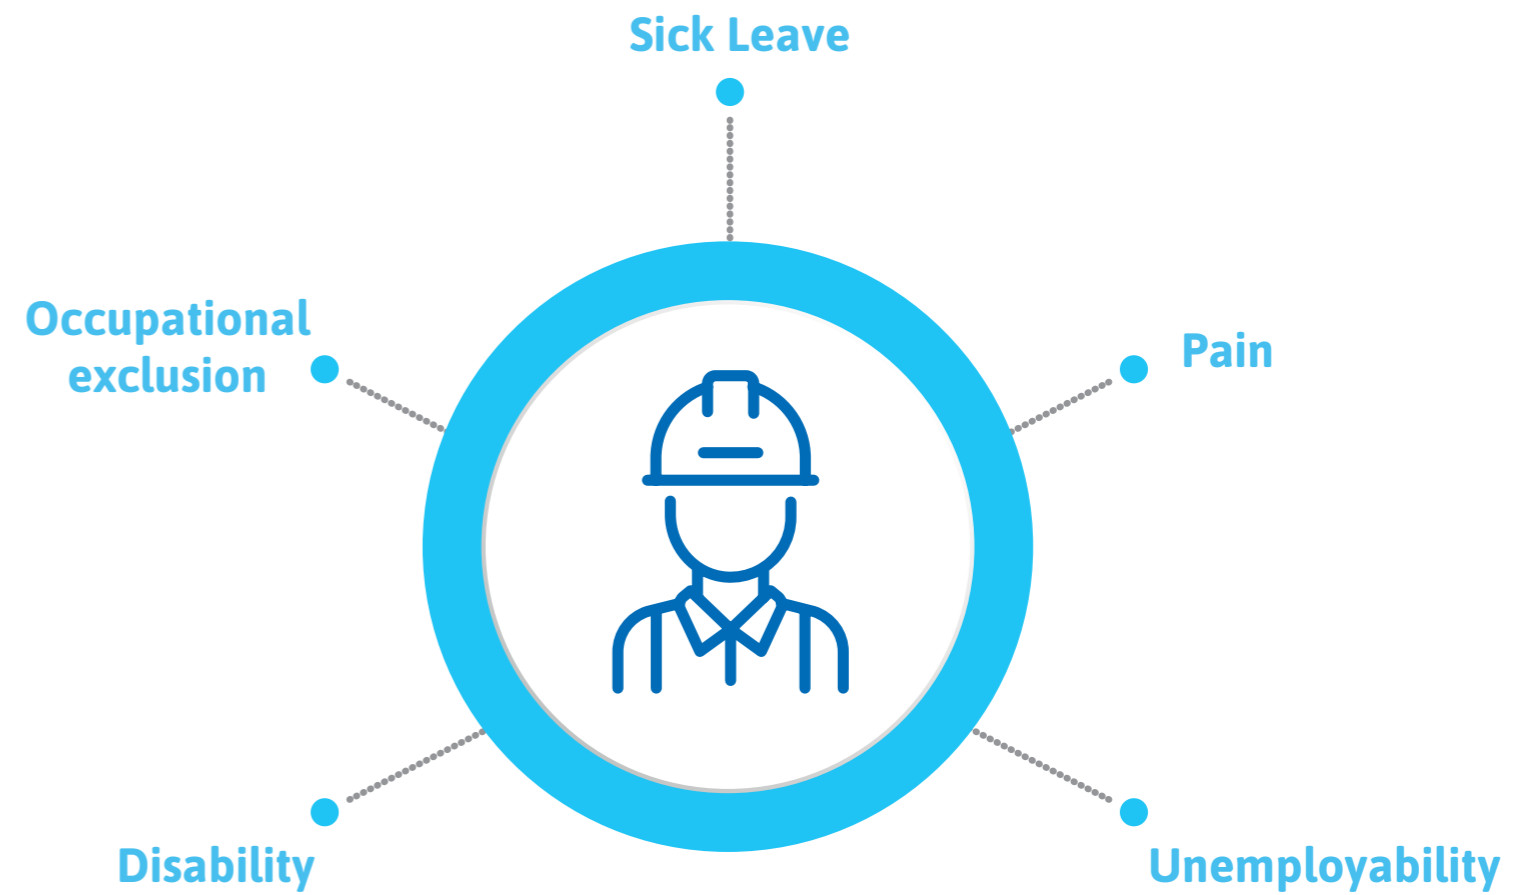 Sick Leave
Occupational
exclusion
Pain
Disability
Unemployability